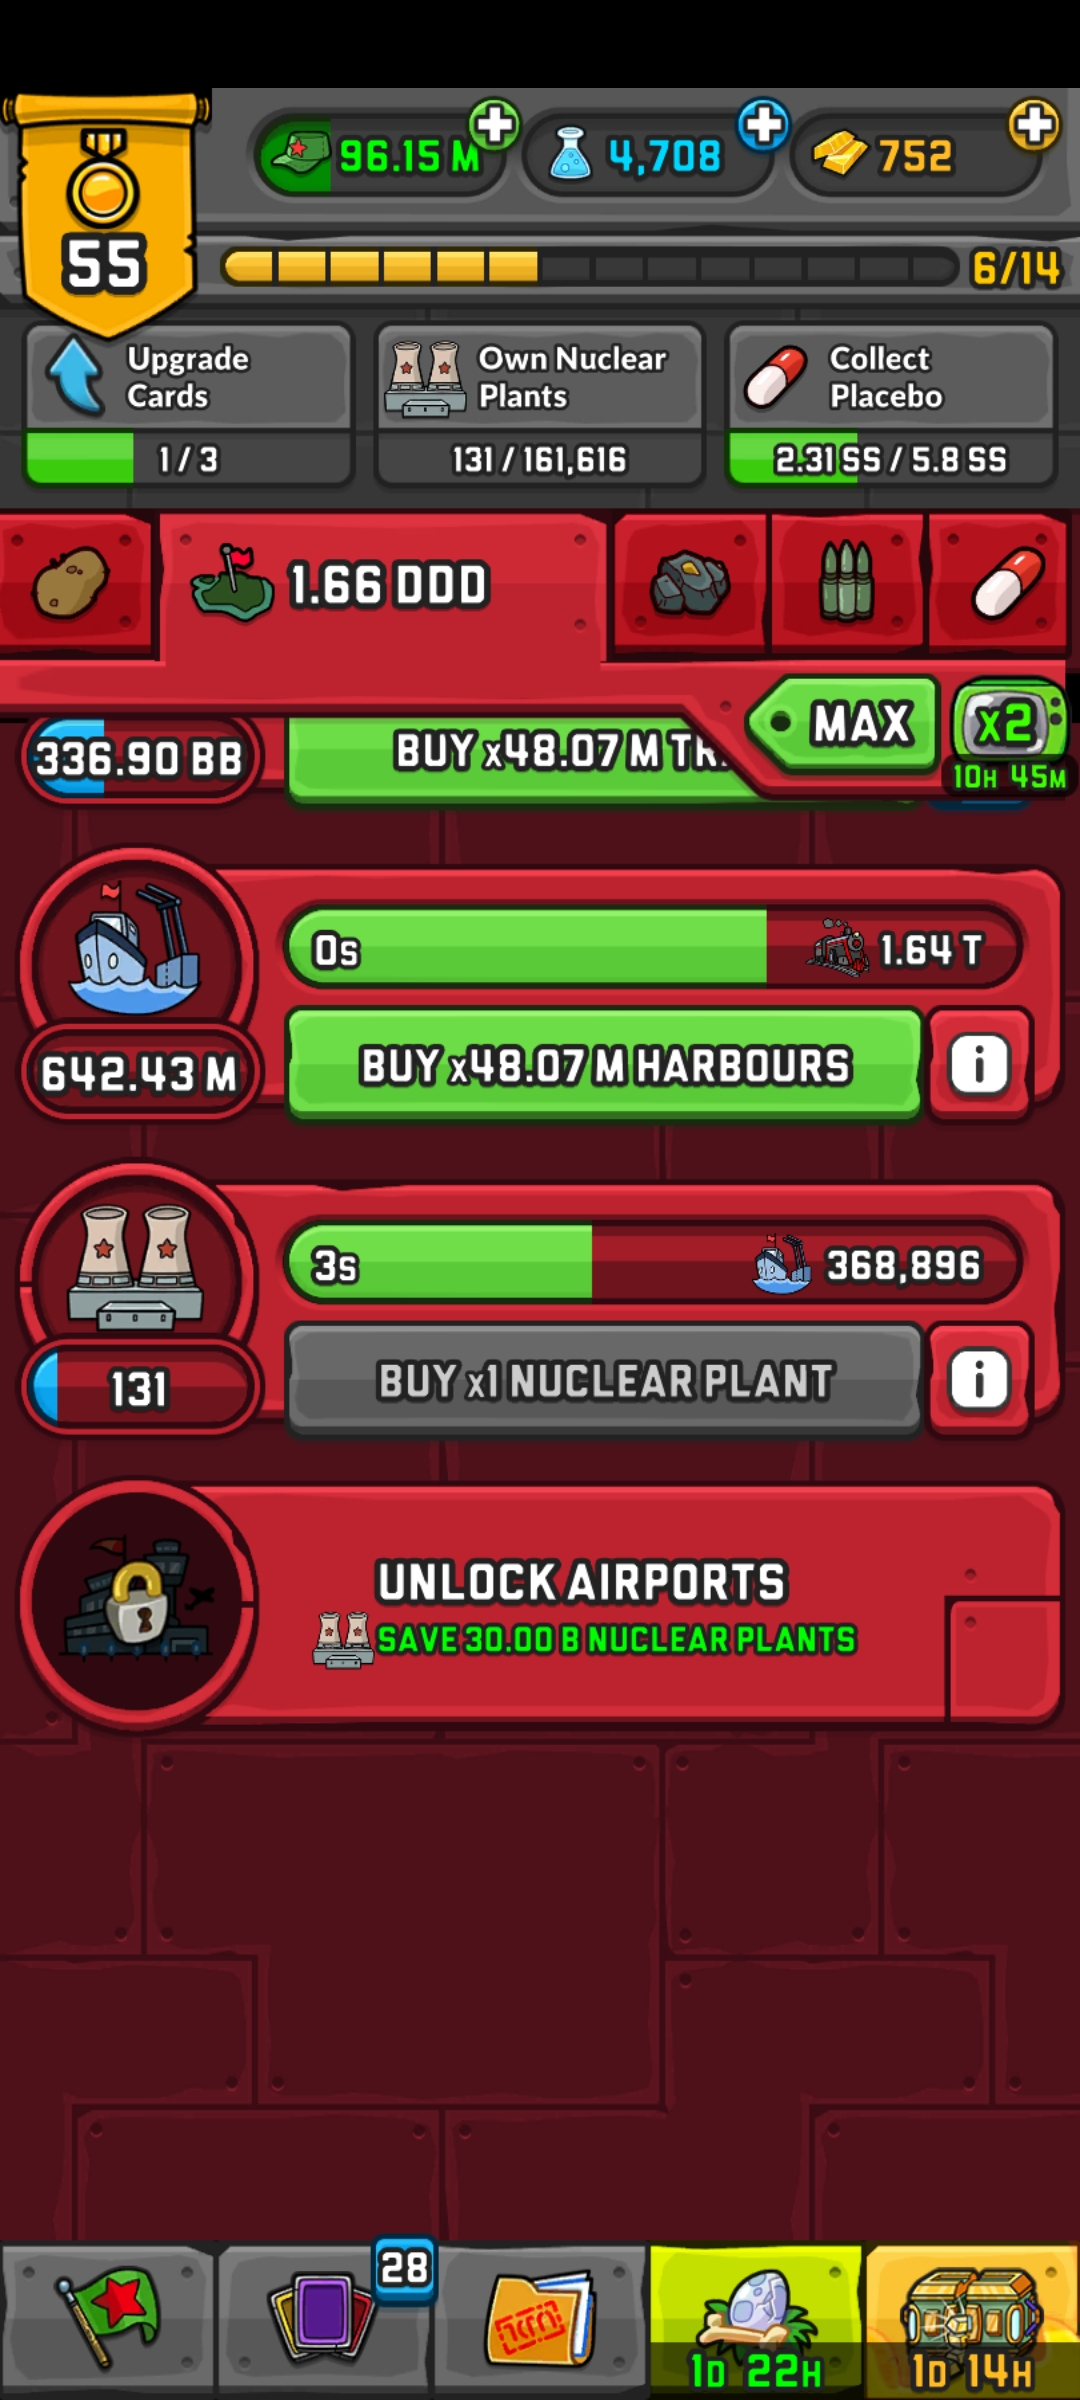 55
96.15 M
4,708
752
6/14
Upgrade
Cards
1 / 3
Own Nuclear
Plants
131 / 161,616
Collect
Placebo
2.31 SS / 5.8 SS
1.66 DDD
MAX
x2
10H 45M
336.90 BB
BUY x48.07 M TR
0s
1.64 T
642.43 M
BUY x48.07 M HARBOURS
i
3s
368,896
131
BUY x1 NUCLEAR PLANT
i
UNLOCK AIRPORTS
SAVE 30.00 B NUCLEAR PLANTS
28
1D 22H
1D 14H